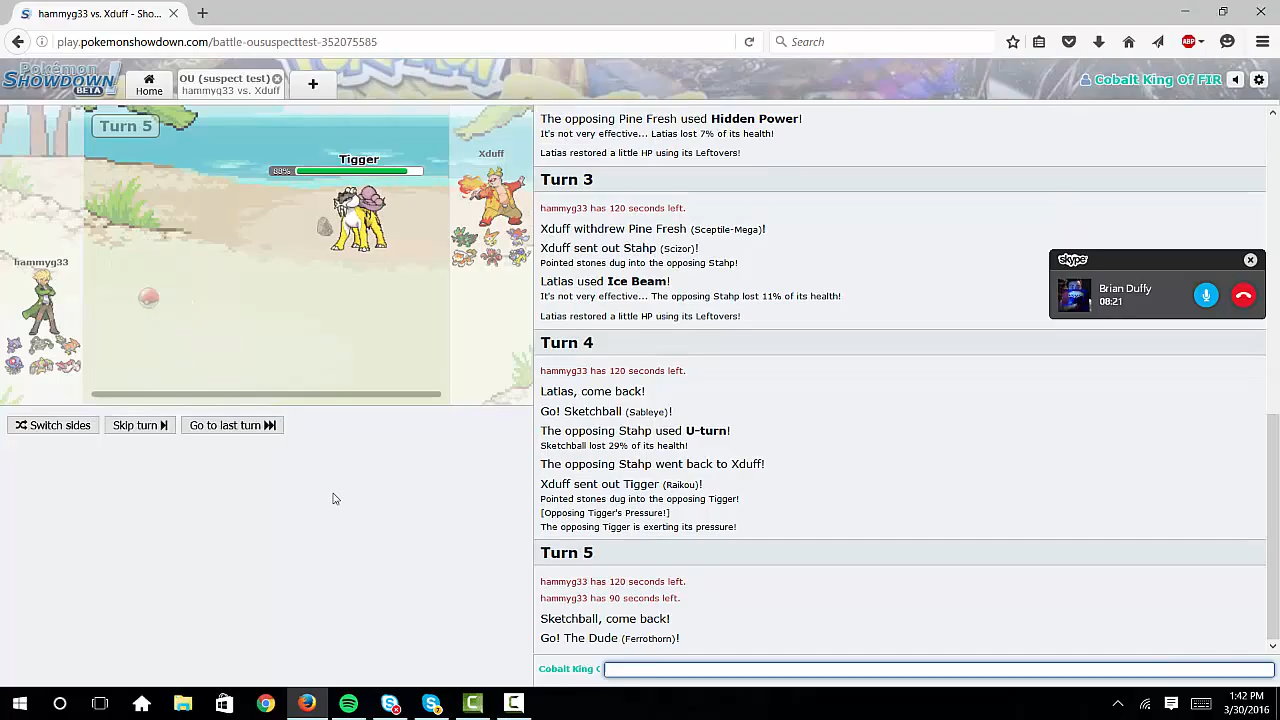 hammyg33 vs. Xduff - Sho...
play.pokemonshowdown.com/battle-oususpecttest-352075585
Search
ABP
Pokémon
SHOWDOWN!
BETA
Home
OU (suspect test)
hammyg33 vs. Xduff
Cobalt King Of FIR
Turn 5
Tigger
88%
Xduff
hammyg33
Switch sides
Skip turn
Go to last turn
The opposing Pine Fresh used Hidden Power!
It's not very effective... Latias lost 7% of its health!
Latias restored a little HP using its Leftovers!
Turn 3
hammyg33 has 120 seconds left.
Xduff withdrew Pine Fresh (Sceptile-Mega)!
Xduff sent out Stahp (Scizor)!
Pointed stones dug into the opposing Stahp!
Latias used Ice Beam!
It's not very effective... The opposing Stahp lost 11% of its health!
Latias restored a little HP using its Leftovers!
Turn 4
hammyg33 has 120 seconds left.
Latias, come back!
Go! Sketchball (Sableye)!
The opposing Stahp used U-turn!
Sketchball lost 29% of its health!
The opposing Stahp went back to Xduff!
Xduff sent out Tigger (Raikou)!
Pointed stones dug into the opposing Tigger!
[Opposing Tigger's Pressure!]
The opposing Tigger is exerting its pressure!
Turn 5
hammyg33 has 120 seconds left.
hammyg33 has 90 seconds left.
Sketchball, come back!
Go! The Dude (Ferrothorn)!
Cobalt King O
skype
Brian Duffy
08:21
1:42 PM
3/30/2016